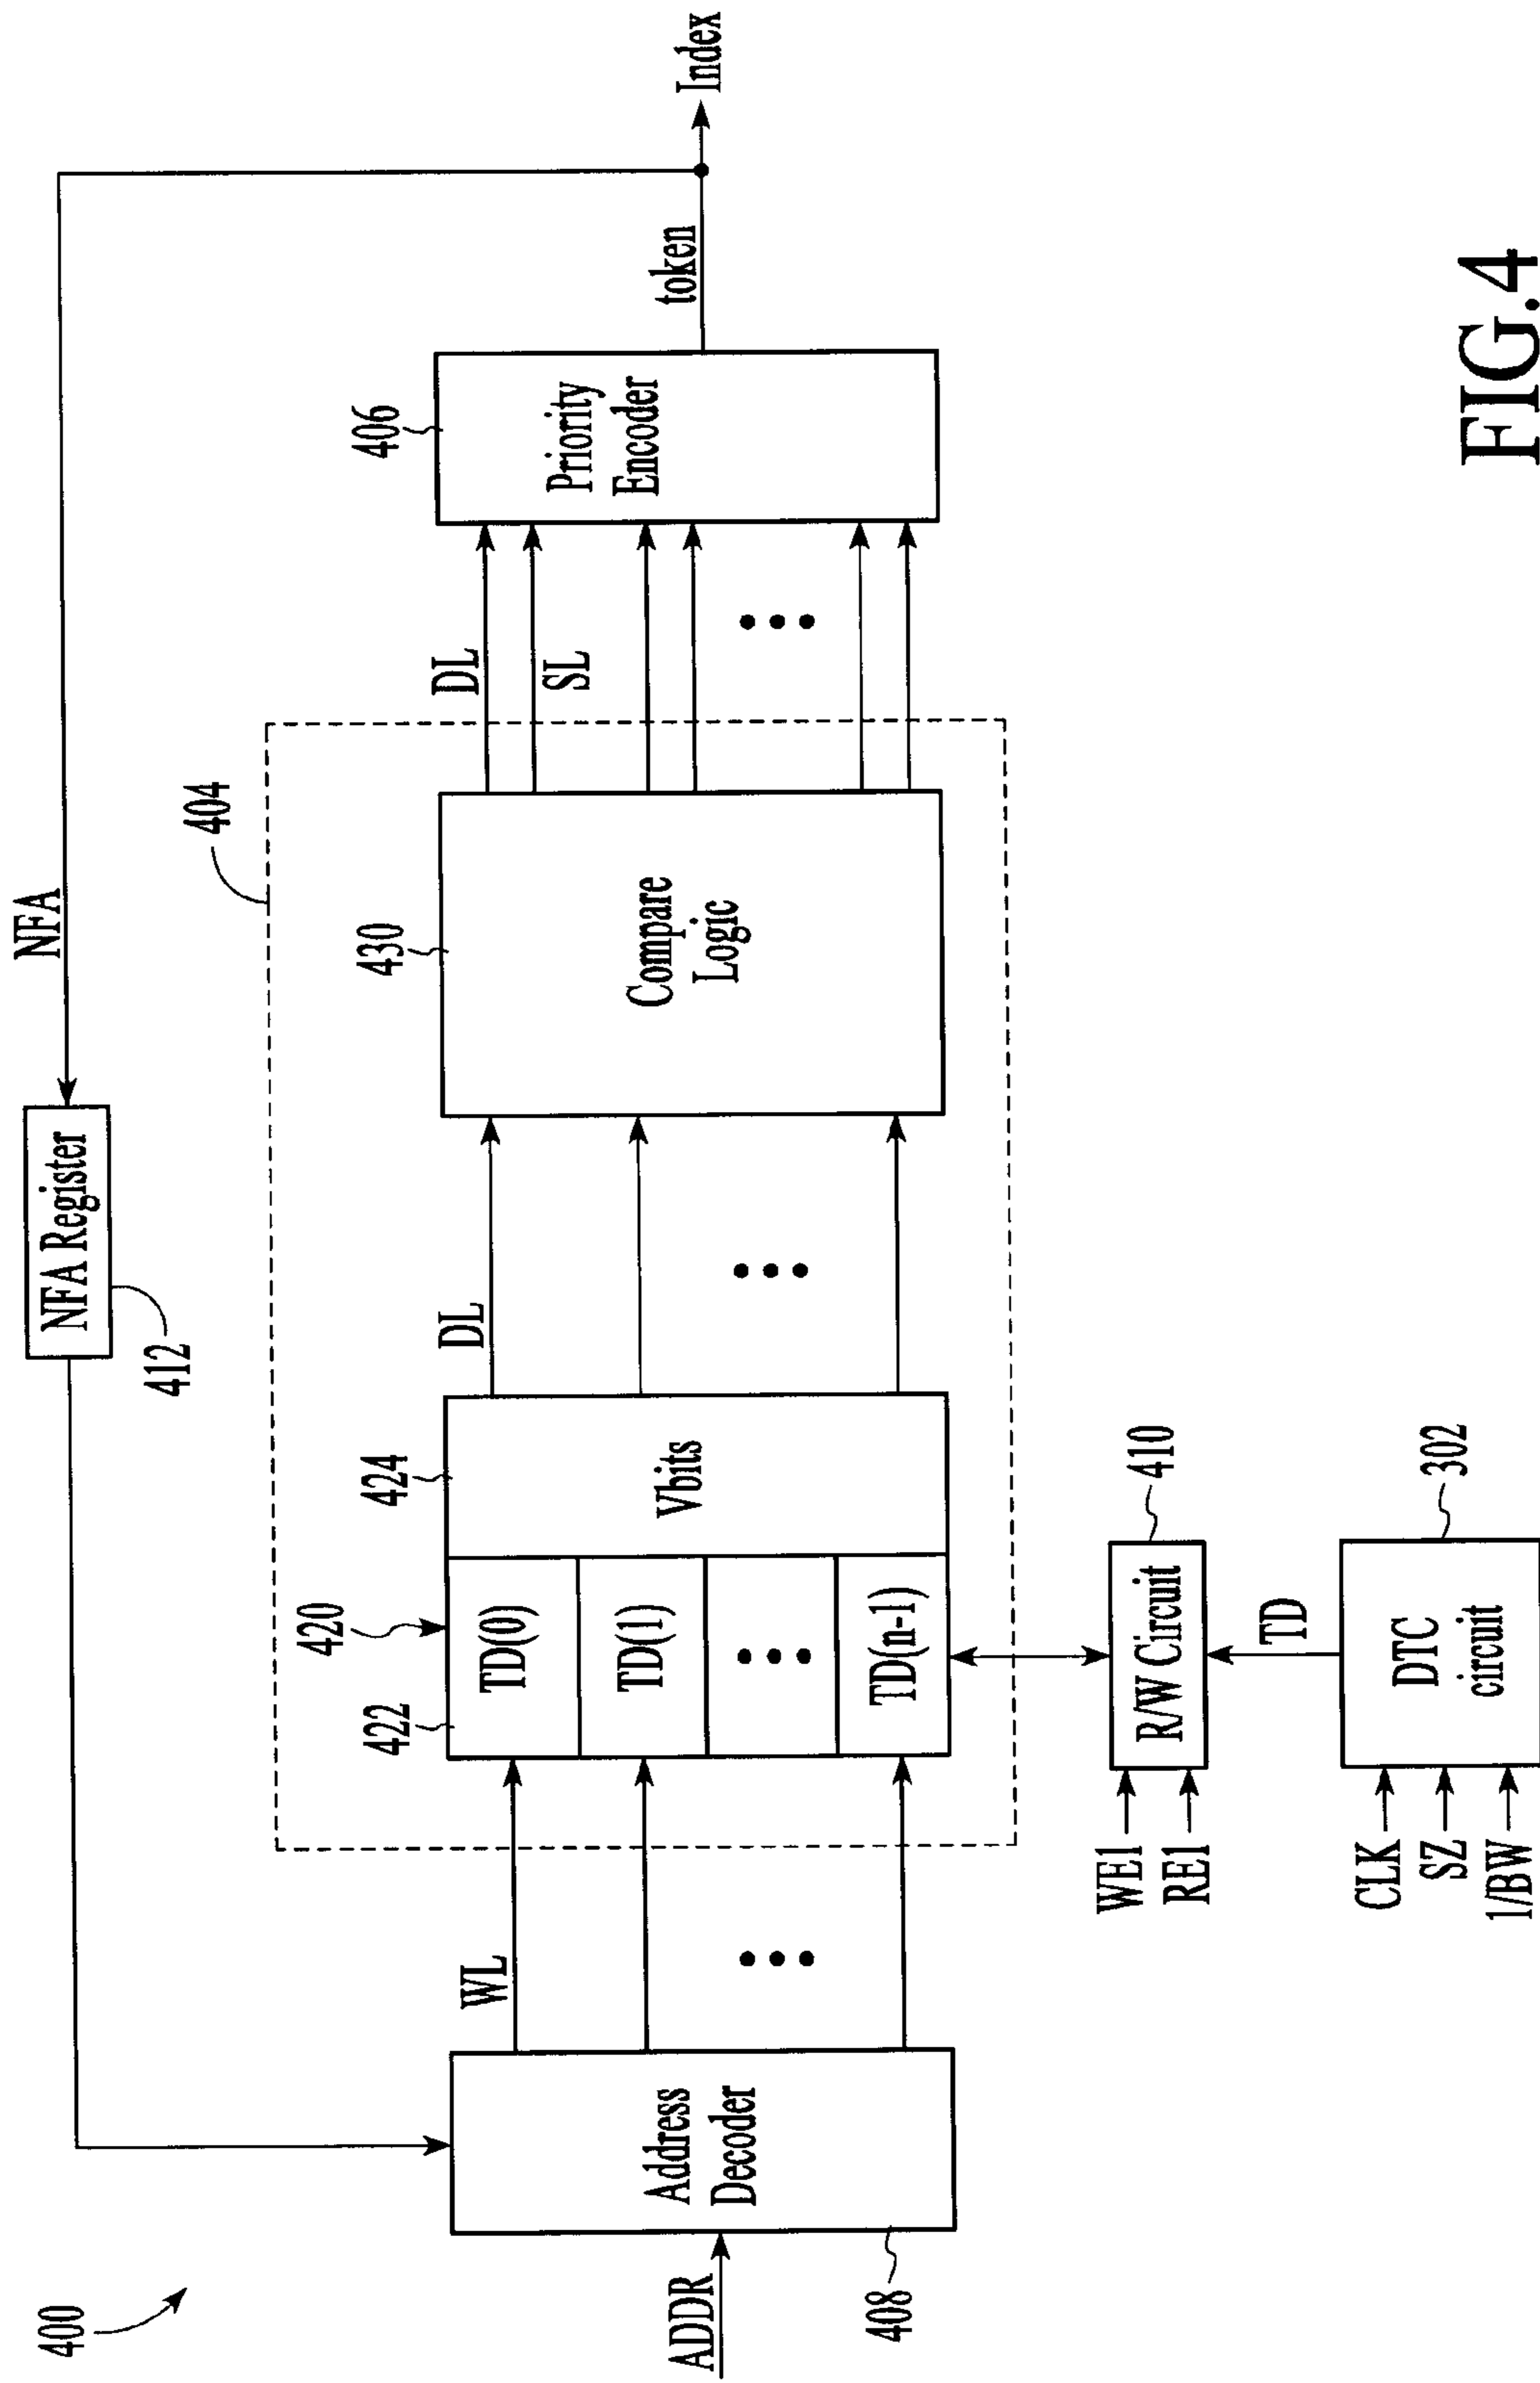 400
NFA Register
412
NFA
404
ADDR
Address
Decoder
408
WL
420
422
TD(0)
TD(1)
TD(n-1)
424
Vbits
DL
430
Compare
Logic
DL
SL
406
Priority
Encoder
token
Index
WE1
RE1
R/W Circuit
410
TD
CLK
SZ
1/BW
DTC
circuit
302
FIG.4